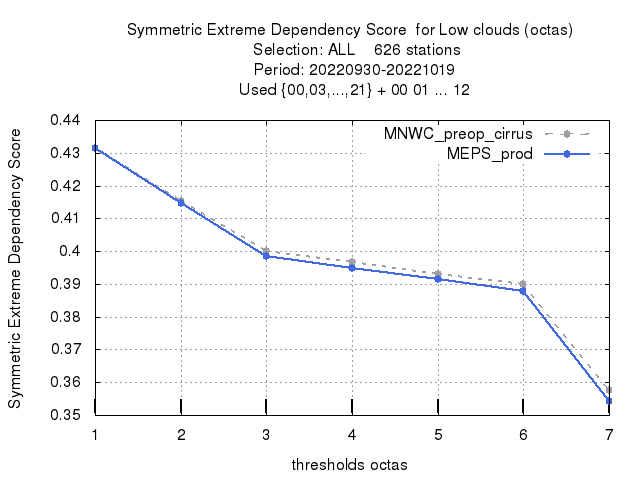 Symmetric Extreme Dependency Score  for Low clouds (octas)
Selection: ALL    626 stations
Period: 20220930-20221019
Used {00,03,...,21} + 00 01 ... 12
MNWC_preop_cirrus
MEPS_prod
Symmetric Extreme Dependency Score
0.44
0.43
0.42
0.41
0.4
0.39
0.38
0.37
0.36
0.35
1 2 3 4 5 6 7
thresholds octas